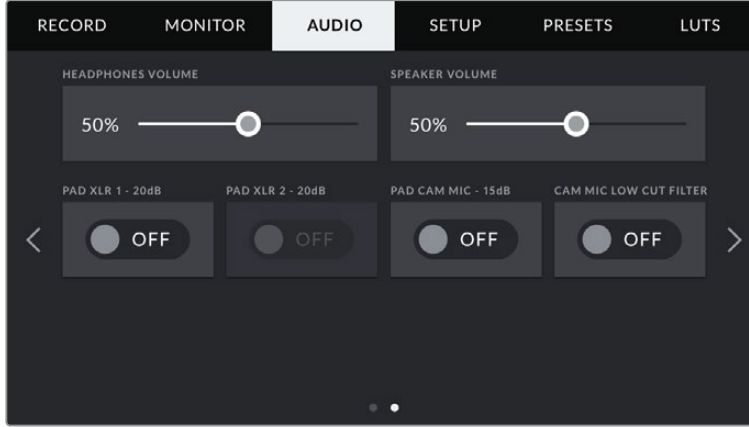 RECORD MONITOR AUDIO SETUP PRESETS LUTS
HEADPHONES VOLUME SPEAKER VOLUME
50% 50%
PAD XLR 1 - 20dB PAD XLR 2 - 20dB PAD CAM MIC - 15dB CAM MIC LOW CUT FILTER
OFF OFF OFF OFF